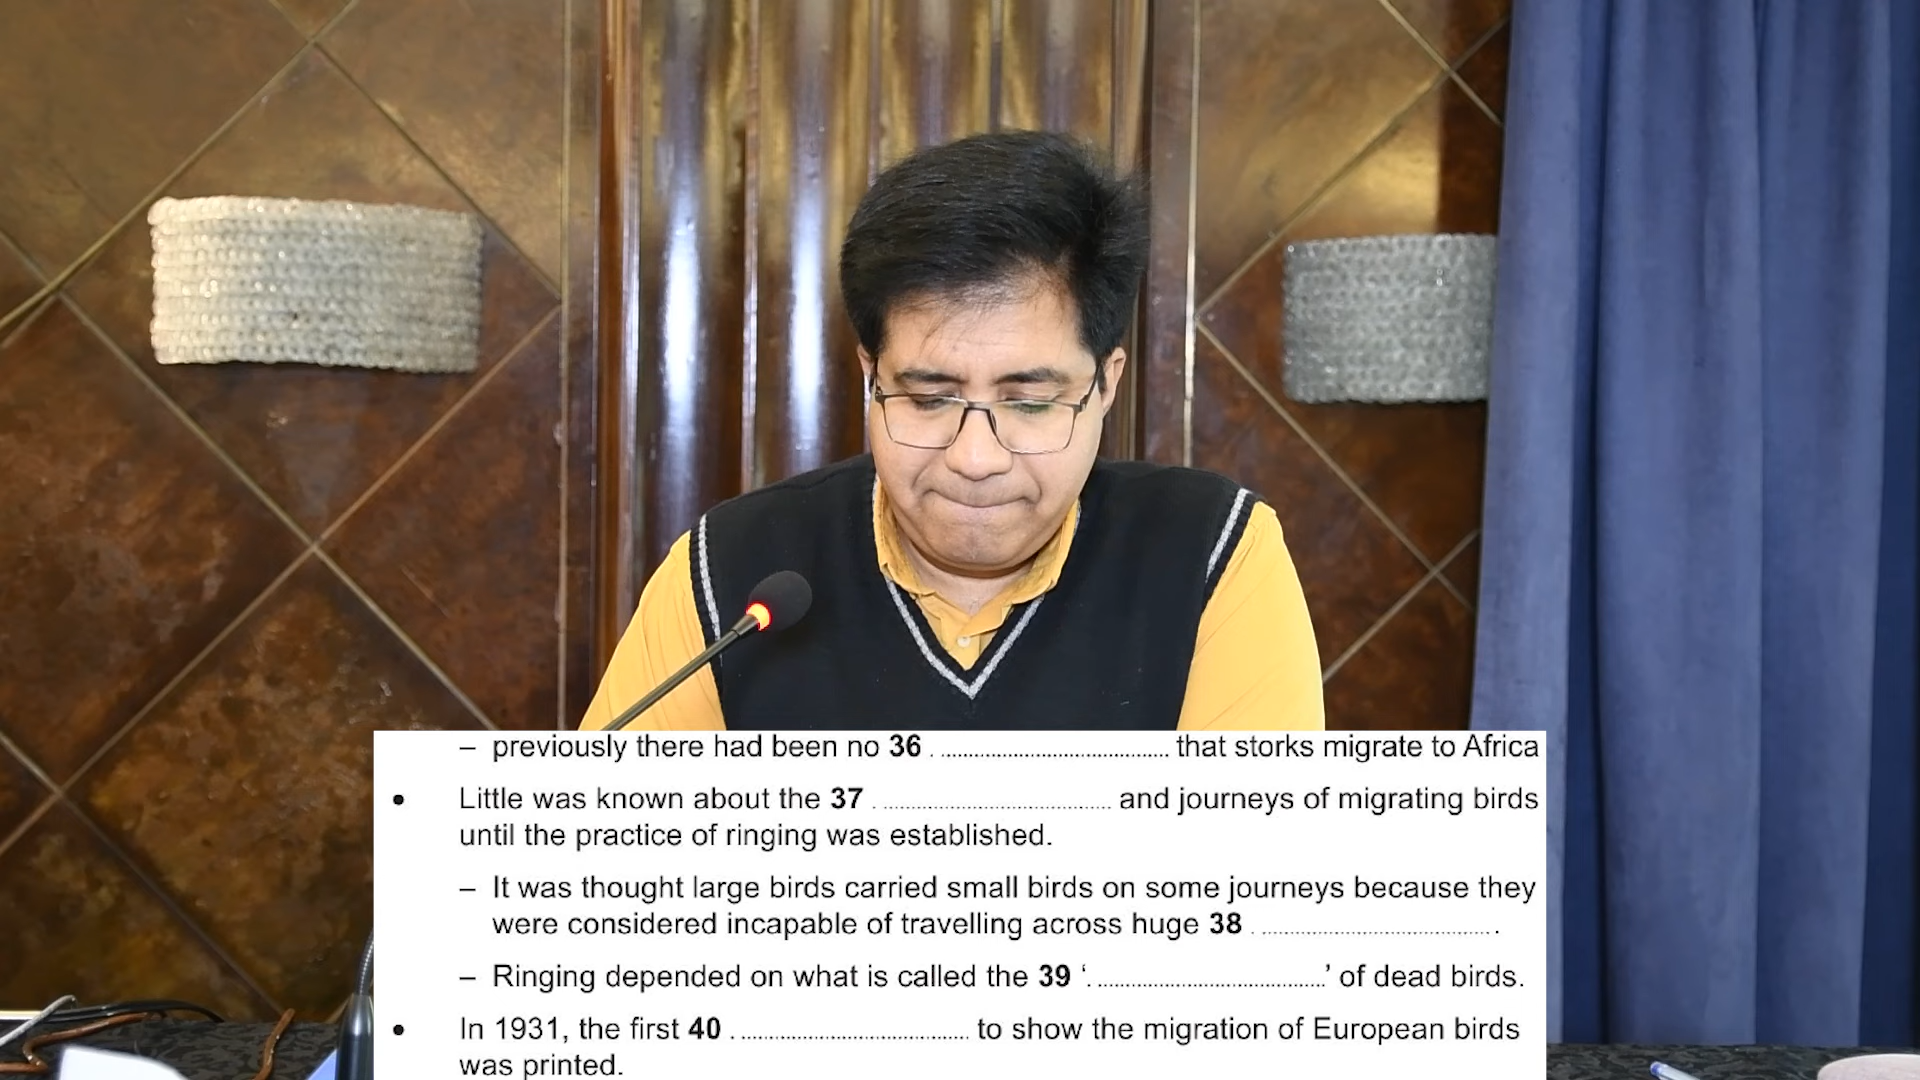 – previously there had been no 36 . .......................................... that storks migrate to Africa
• Little was known about the 37 . .......................................... and journeys of migrating birds
until the practice of ringing was established.
– It was thought large birds carried small birds on some journeys because they
were considered incapable of travelling across huge 38 . .......................................... .
– Ringing depended on what is called the 39 ‘. ..........................................’ of dead birds.
• In 1931, the first 40 . .......................................... to show the migration of European birds
was printed.